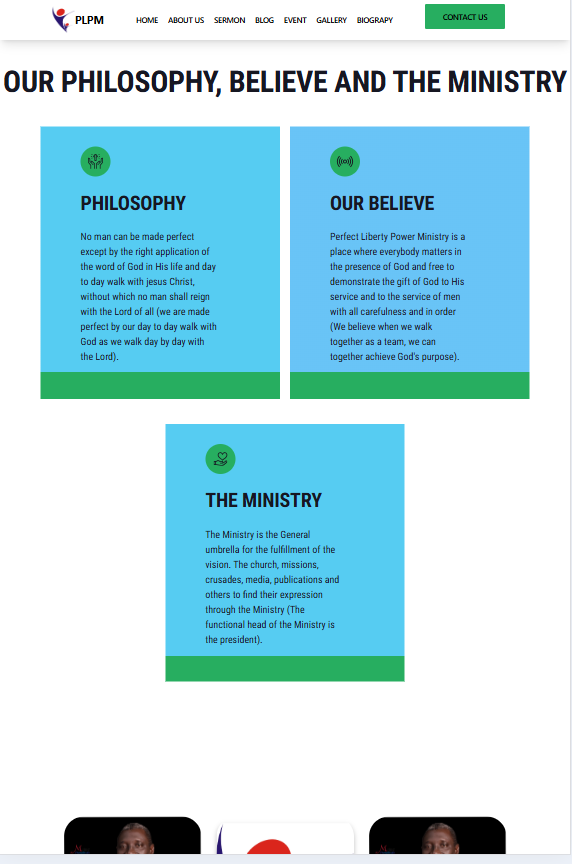 PLPM
HOME ABOUT US SERMON BLOG EVENT GALLERY BIOGRAPY
CONTACT US
OUR PHILOSOPHY, BELIEVE AND THE MINISTRY
PHILOSOPHY
No man can be made perfect
except by the right application of
the word of God in His life and day
to day walk with jesus Christ,
without which no man shall reign
with the Lord of all (we are made
perfect by our day to day walk with
God as we walk day by day with
the Lord).
OUR BELIEVE
Perfect Liberty Power Ministry is a
place where everybody matters in
the presence of God and free to
demonstrate the gift of God to His
service and to the service of men
with all carefulness and in order
(We believe when we walk
together as a team, we can
together achieve God's purpose).
THE MINISTRY
The Ministry is the General
umbrella for the fulfillment of the
vision. The church, missions,
crusades, media, publications and
others to find their expression
through the Ministry (The
functional head of the Ministry is
the president).